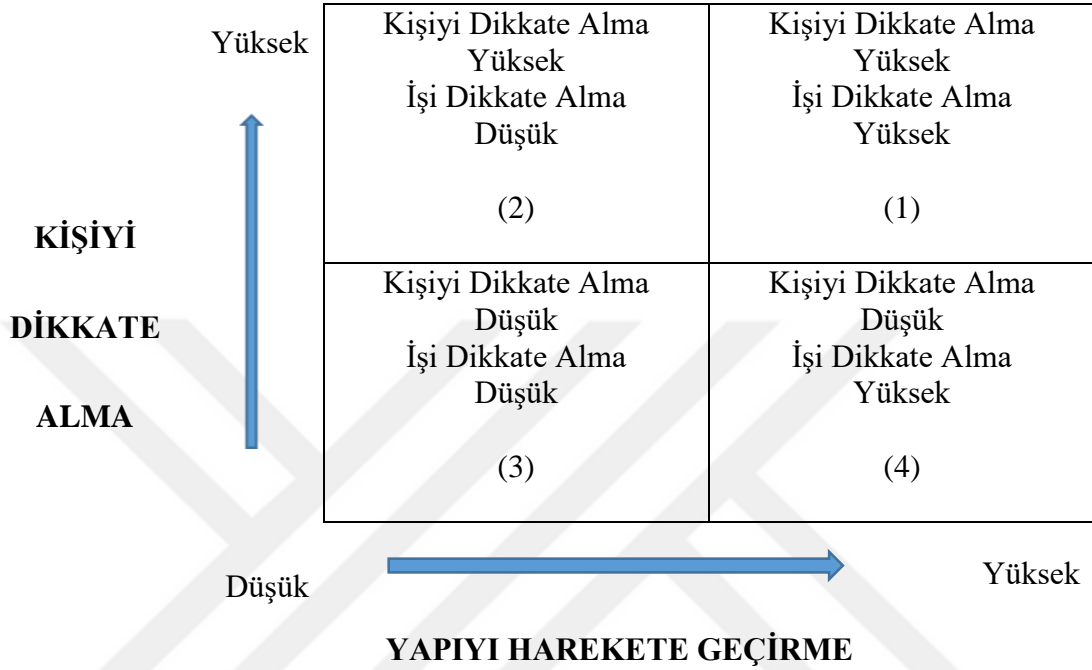 Yüksek
Kişiyi Dikkate Alma
Yüksek
İşi Dikkate Alma
Düşük
(2)
Kişiyi Dikkate Alma
Yüksek
İşi Dikkate Alma
Yüksek
(1)
KİŞİYİ
DİKKATE
ALMA
Kişiyi Dikkate Alma
Düşük
İşi Dikkate Alma
Düşük
(3)
Kişiyi Dikkate Alma
Düşük
İşi Dikkate Alma
Yüksek
(4)
Düşük
Yüksek
YAPIYI HAREKETE GEÇİRME